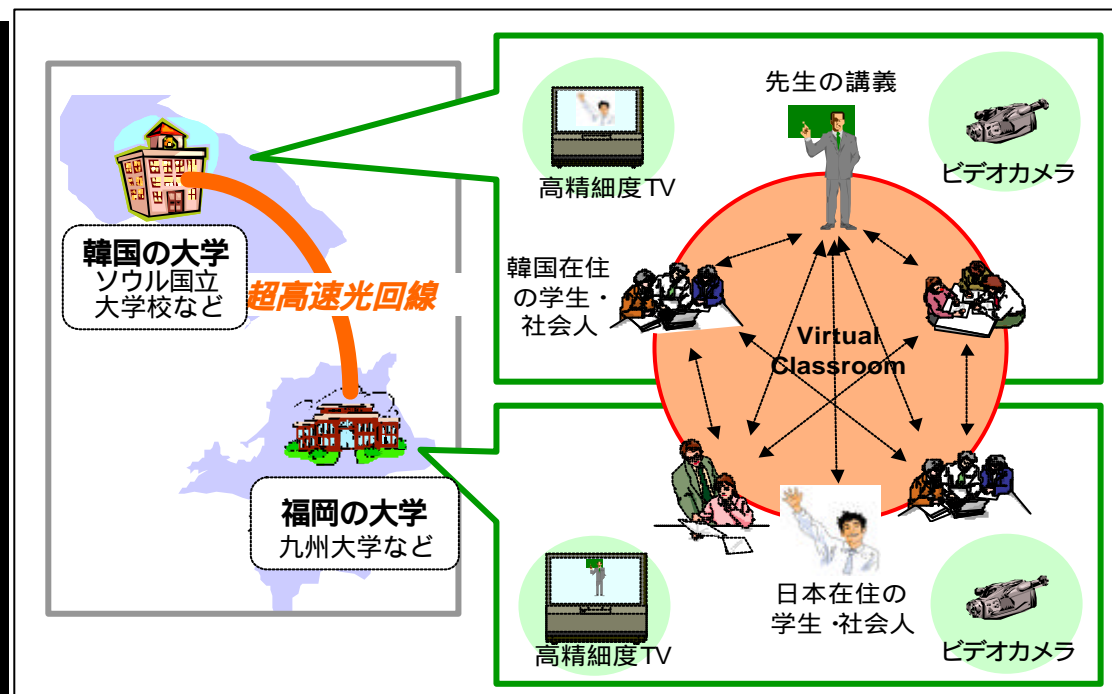 韓国の大学
ソウル国立
大学校など
超高速光回線
福岡の大学
九州大学など
先生の講義
高精細度TV
ビデオカメラ
韓国在住
の学生・
社会人
Virtual
Classroom
日本在住の
学生・社会人
高精細度TV
ビデオカメラ